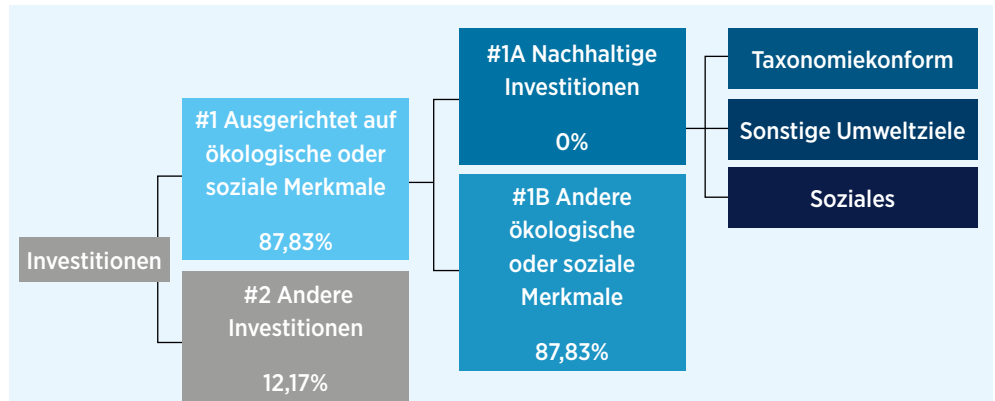 Investitionen
#1 Ausgerichtet auf
ökologische oder
soziale Merkmale
87,83%
#2 Andere
Investitionen
12,17%
#1A Nachhaltige
Investitionen
0%
#1B Andere
ökologische
oder soziale
Merkmale
87,83%
Taxonomiekonform
Sonstige Umweltziele
Soziales